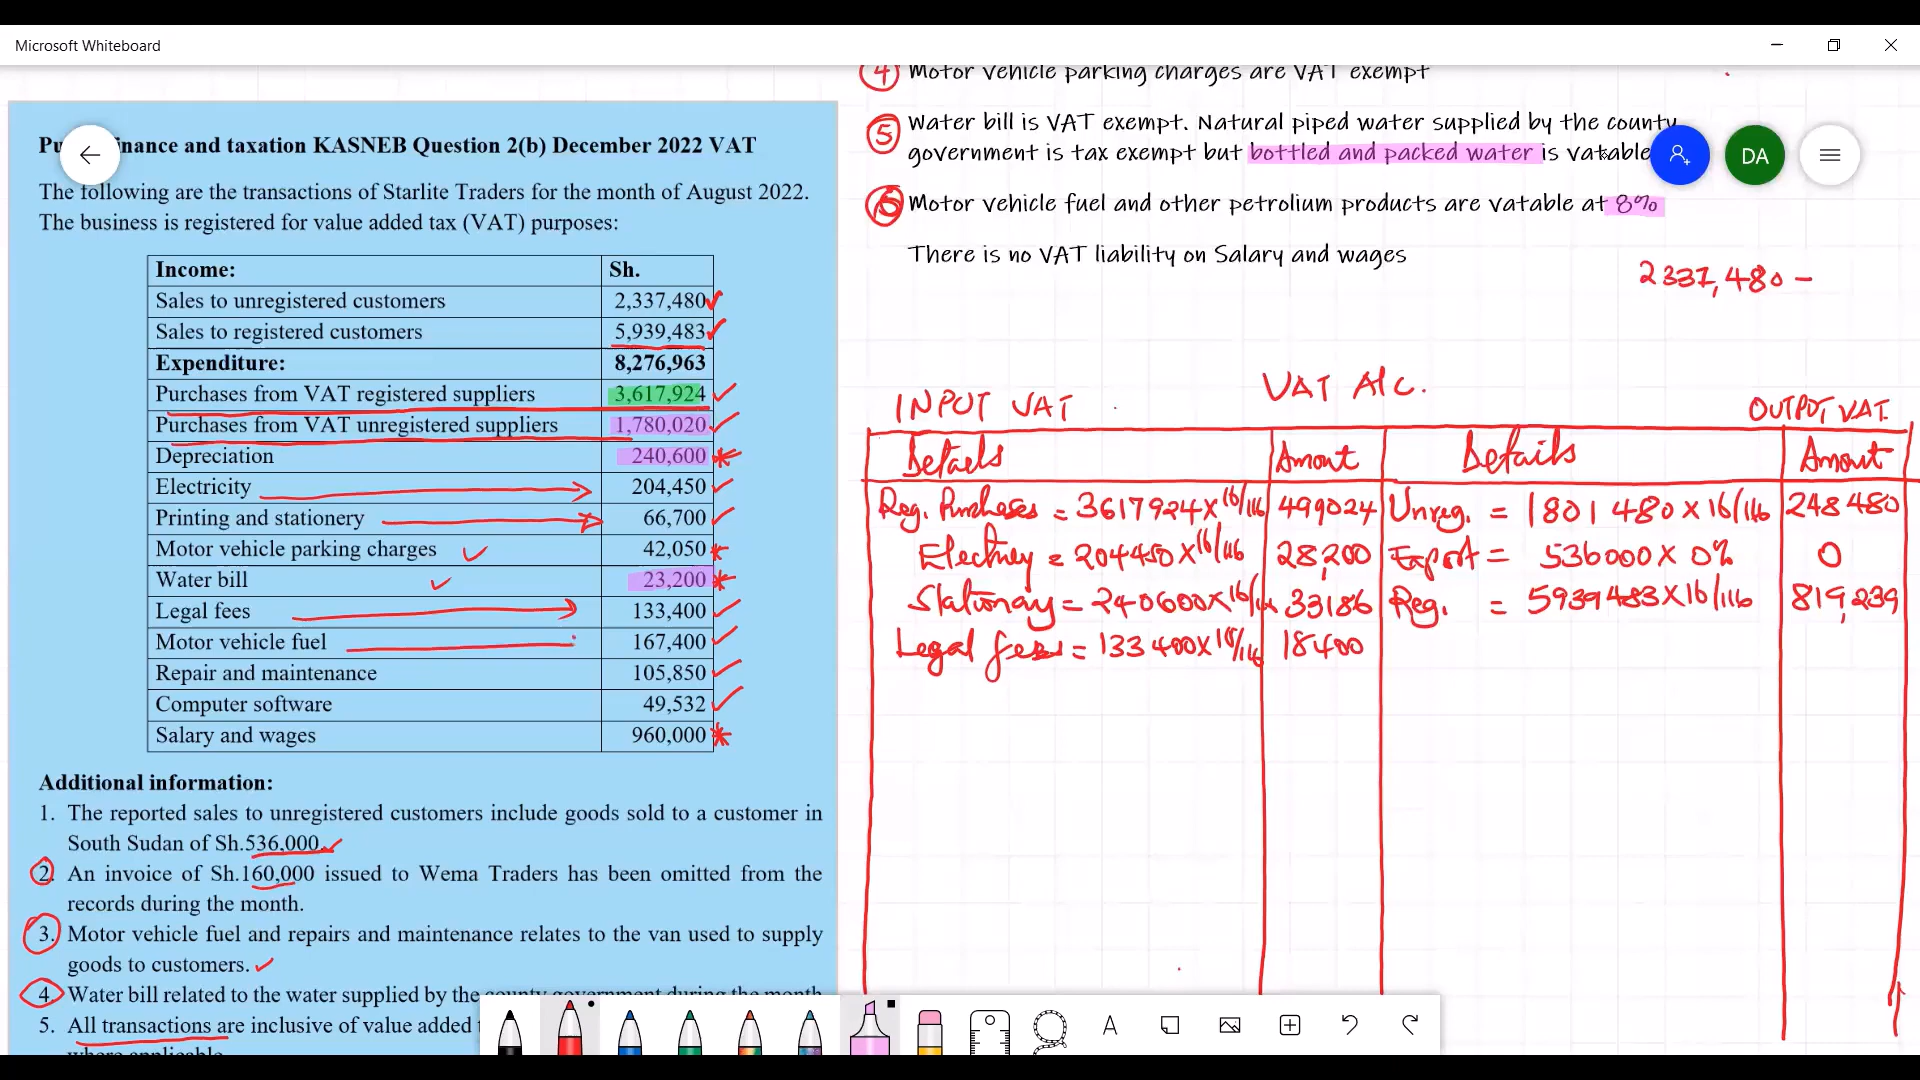 Microsoft Whiteboard
inance and taxation KASNEB Question 2(b) December 2022 VAT
The following are the transactions of Starlite Traders for the month of August 2022.
The business is registered for value added tax (VAT) purposes:
Income: Sh.
Sales to unregistered customers 2,337,480
Sales to registered customers 5,939,483
Expenditure: 8,276,963
Purchases from VAT registered suppliers 3,617,924
Purchases from VAT unregistered suppliers 1,780,020
Depreciation 240,600
Electricity 204,450
Printing and stationery 66,700
Motor vehicle parking charges 42,050
Water bill 23,200
Legal fees 133,400
Motor vehicle fuel 167,400
Repair and maintenance 105,850
Computer software 49,532
Salary and wages 960,000
Additional information:
1. The reported sales to unregistered customers include goods sold to a customer in
South Sudan of Sh.536,000.
2. An invoice of Sh.160,000 issued to Wema Traders has been omitted from the
records during the month.
3. Motor vehicle fuel and repairs and maintenance relates to the van used to supply
goods to customers.
4. Water bill related to the water supplied by the county government during the month
5. All transactions are inclusive of value added
where applicable
4 Motor vehicle parking charges are VAT exempt
5 Water bill is VAT exempt. Natural piped water supplied by the county
government is tax exempt but bottled and packed water is vatable
6 Motor vehicle fuel and other petrolium products are vatable at 8%
There is no VAT liability on Salary and wages
DA
2337,480 -
VAT A/C.
INPUT VAT OUTPUT VAT
Details Amount Details Amount
Reg. Purchases = 3617924x16/116 499024 Unreg. = 1801480x16/116 248480
Electricy = 204450x16/116 28,200 Export = 536000x0% 0
Stationary = 240600x16/116 33186 Reg. = 5939483x16/116 819,239
Legal fees = 133400x16/116 18400